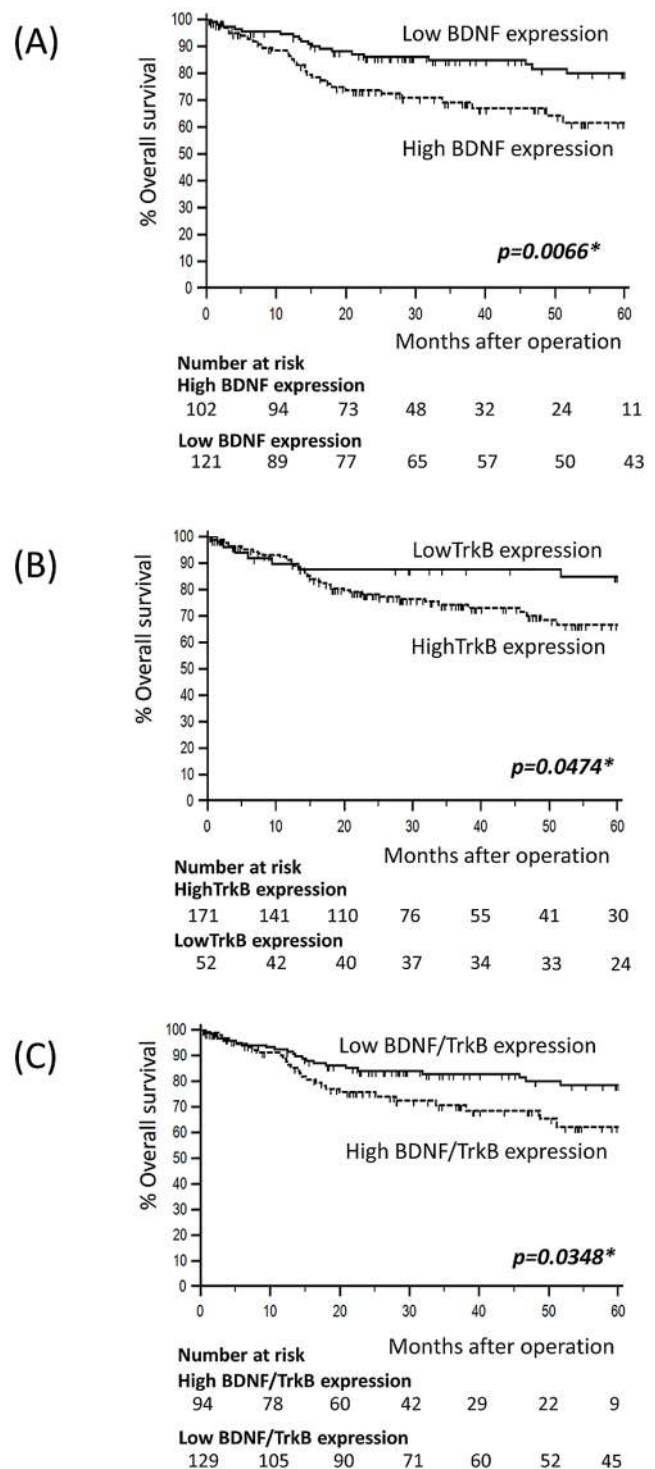 (A)
100
90
80
70
60
50
40
30
20
10
0
% Overall survival
Low BDNF expression
High BDNF expression
p=0.0066*
0 10 20 30 40 50 60
Months after operation
Number at risk
High BDNF expression
102 94 73 48 32 24 11
Low BDNF expression
121 89 77 65 57 50 43
(B)
100
90
80
70
60
50
40
30
20
10
0
% Overall survival
LowTrkB expression
HighTrkB expression
p=0.0474*
0 10 20 30 40 50 60
Months after operation
Number at risk
HighTrkB expression
171 141 110 76 55 41 30
LowTrkB expression
52 42 40 37 34 33 24
(C)
100
90
80
70
60
50
40
30
20
10
0
% Overall survival
Low BDNF/TrkB expression
High BDNF/TrkB expression
p=0.0348*
0 10 20 30 40 50 60
Months after operation
Number at risk
High BDNF/TrkB expression
94 78 60 42 29 22 9
Low BDNF/TrkB expression
129 105 90 71 60 52 45